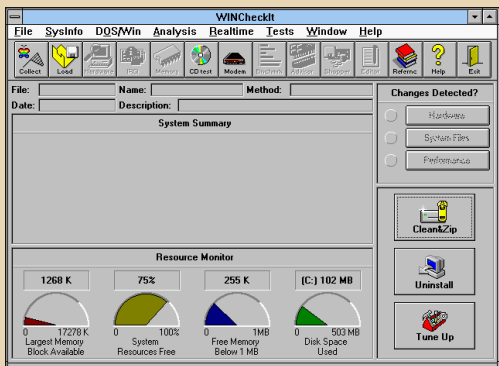 WINCheckIt
File SysInfo DOS/Win Analysis Realtime Tests Window Help
Collect Load Hardware IRQ Memory CD test Modem Benchmrk Advisor Shopper Editor Refernc Help Exit
File: Name: Method:
Date: Description:
System Summary
Changes Detected?
Hardware
System Files
Performance
Clean&Zip
Uninstall
Tune Up
Resource Monitor
1268 K 75% 255 K (C:) 102 MB
0 17278 K 0 100% 0 1MB 0 503 MB
Largest Memory System Free Memory Disk Space
Block Available Resources Free Below 1 MB Used